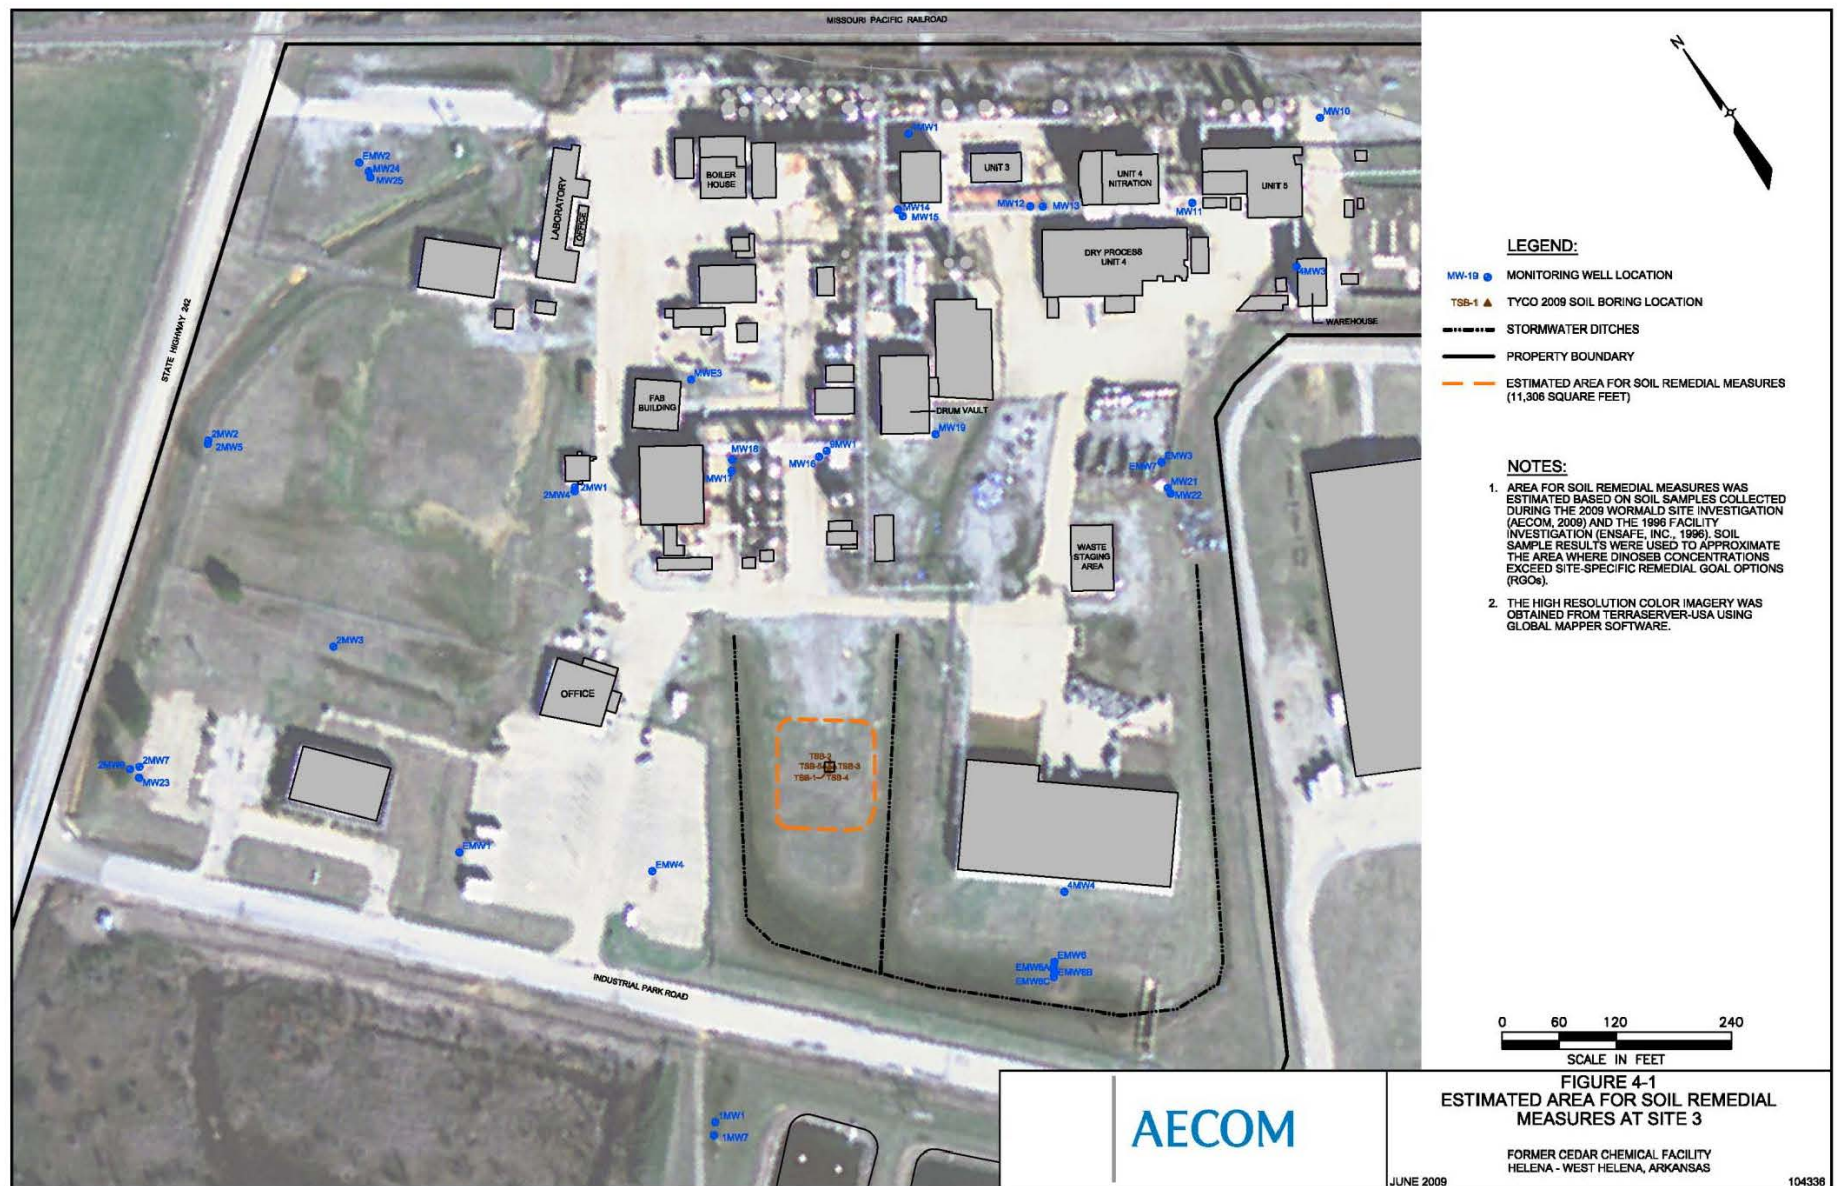 MISSOURI PACIFIC RAILROAD
N
MW10
EMW2
MW24
MW25
LABORATORY
OFFICE
BOILER
HOUSE
UNIT 3
UNIT 4
NITRATION
UNIT 5
MW14
MW15
MW12
MW13
MW11
DRY PROCESS
UNIT 4
4MW3
WAREHOUSE
STATE HIGHWAY 242
MWE3
FAB
BUILDING
DRUM VAULT
MW19
2MW2
2MW5
MW18
MW17
MW16
9MW1
EMW3
EMW7
MW21
MW22
2MW4
2MW1
WASTE
STAGING
AREA
2MW3
OFFICE
TSB-2
TSB-5
TSB-3
TSB-1
TSB-4
2MW7
MW23
EMW1
EMW4
4MW4
EMW6
EMW6A
EMW6B
EMW6C
INDUSTRIAL PARK ROAD
1MW1
1MW7
LEGEND:
MW-19 MONITORING WELL LOCATION
TSB-1 TYCO 2009 SOIL BORING LOCATION
STORMWATER DITCHES
PROPERTY BOUNDARY
ESTIMATED AREA FOR SOIL REMEDIAL MEASURES
(11,306 SQUARE FEET)
NOTES:
1. AREA FOR SOIL REMEDIAL MEASURES WAS
ESTIMATED BASED ON SOIL SAMPLES COLLECTED
DURING THE 2009 WORMALD SITE INVESTIGATION
(AECOM, 2009) AND THE 1996 FACILITY
INVESTIGATION (ENSAFE, INC., 1996). SOIL
SAMPLE RESULTS WERE USED TO APPROXIMATE
THE AREA WHERE DINOSEB CONCENTRATIONS
EXCEED SITE-SPECIFIC REMEDIAL GOAL OPTIONS
(RGOs).
2. THE HIGH RESOLUTION COLOR IMAGERY WAS
OBTAINED FROM TERRASERVER-USA USING
GLOBAL MAPPER SOFTWARE.
0 60 120 240
SCALE IN FEET
AECOM
FIGURE 4-1
ESTIMATED AREA FOR SOIL REMEDIAL
MEASURES AT SITE 3
FORMER CEDAR CHEMICAL FACILITY
HELENA - WEST HELENA, ARKANSAS
JUNE 2009
104336